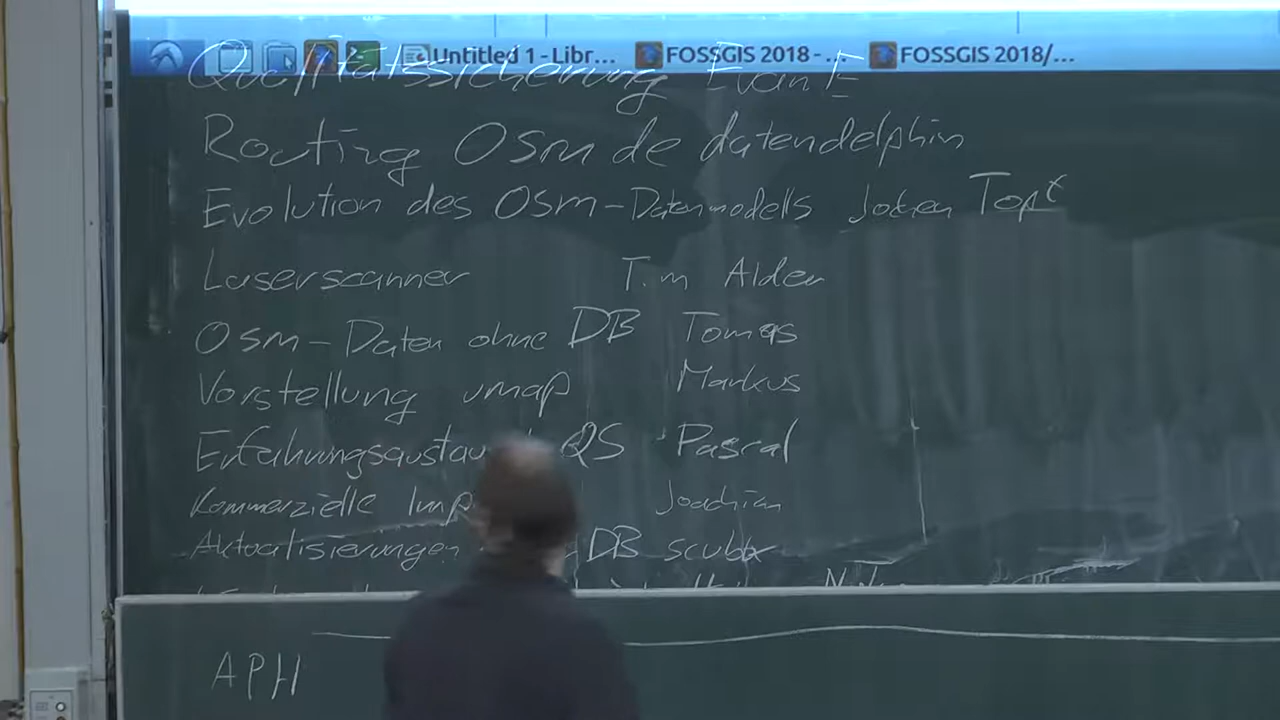 Untitled 1 - Libr... FOSSGIS 2018 - ... FOSSGIS 2018/...
Qualitätssicherung
Routing OSM de datendelphin
Evolution des OSM-Datenmodells Jochen Topf
Laserscanner Tim Alder
OSM-Daten ohne DB Tomas
Vorstellung umap Markus
QS Pascal
Kommerzielle Joachim
Aktualisierungen DB scubbx
APH